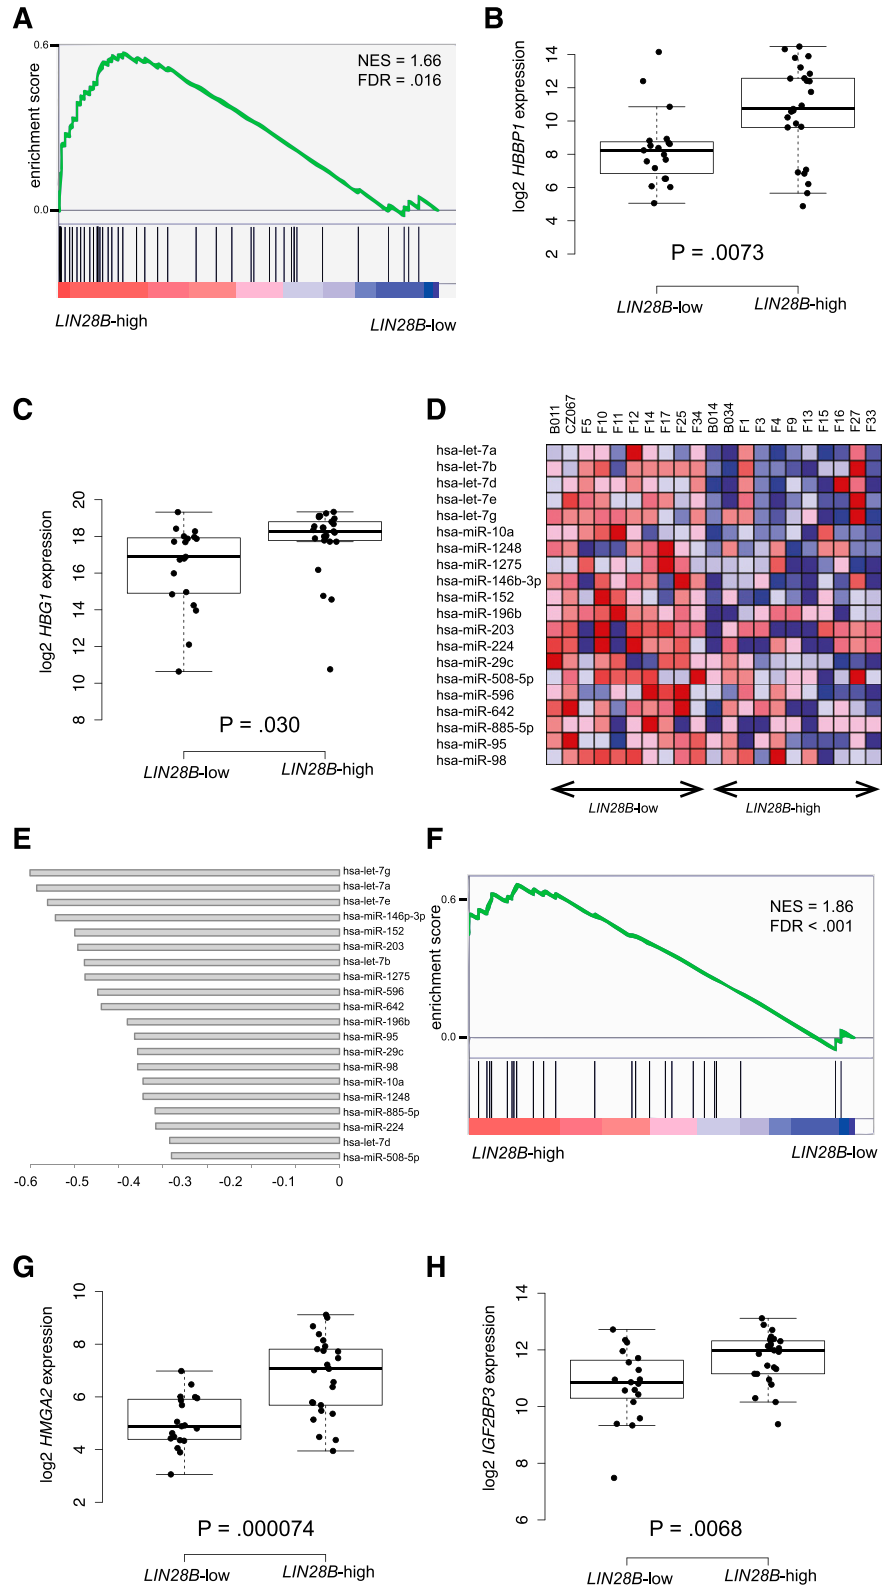 A
0.6
NES = 1.66
FDR = .016
enrichment score
0.0
LIN28B-high
LIN28B-low
B
14
12
10
8
6
4
2
log2 HBBP1 expression
P = .0073
LIN28B-low
LIN28B-high
C
20
18
16
14
12
10
8
log2 HBG1 expression
P = .030
LIN28B-low
LIN28B-high
D
B011 CZ067 F5 F10 F11 F12 F14 F17 F25 F34 B014 B034 F1 F3 F4 F9 F13 F15 F16 F27 F33
hsa-let-7a
hsa-let-7b
hsa-let-7d
hsa-let-7e
hsa-let-7g
hsa-miR-10a
hsa-miR-1248
hsa-miR-1275
hsa-miR-146b-3p
hsa-miR-152
hsa-miR-196b
hsa-miR-203
hsa-miR-224
hsa-miR-29c
hsa-miR-508-5p
hsa-miR-596
hsa-miR-642
hsa-miR-885-5p
hsa-miR-95
hsa-miR-98
LIN28B-low
LIN28B-high
E
hsa-let-7g
hsa-let-7a
hsa-let-7e
hsa-miR-146p-3p
hsa-miR-152
hsa-miR-203
hsa-let-7b
hsa-miR-1275
hsa-miR-596
hsa-miR-642
hsa-miR-196b
hsa-miR-95
hsa-miR-29c
hsa-miR-98
hsa-miR-10a
hsa-miR-1248
hsa-miR-885-5p
hsa-miR-224
hsa-let-7d
hsa-miR-508-5p
-0.6 -0.5 -0.4 -0.3 -0.2 -0.1 0
F
0.6
NES = 1.86
FDR < .001
enrichment score
0.0
LIN28B-high
LIN28B-low
G
10
8
6
4
2
log2 HMGA2 expression
P = .000074
LIN28B-low
LIN28B-high
H
14
12
10
8
6
log2 IGF2BP3 expression
P = .0068
LIN28B-low
LIN28B-high